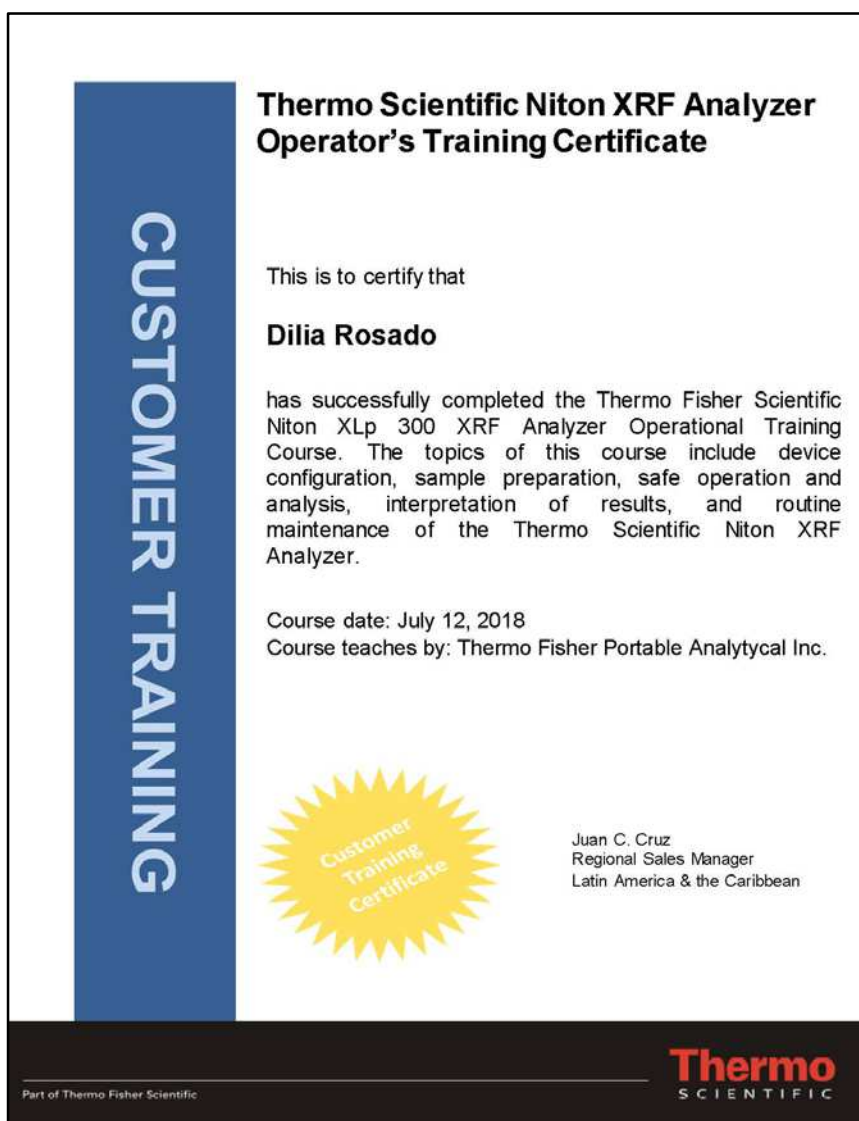 Thermo Scientific Niton XRF Analyzer
Operator's Training Certificate
CUSTOMER TRAINING
This is to certify that
Dilia Rosado
has successfully completed the Thermo Fisher Scientific
Niton XLp 300 XRF Analyzer Operational Training
Course. The topics of this course include device
configuration, sample preparation, safe operation and
analysis, interpretation of results, and routine
maintenance of the Thermo Scientific Niton XRF
Analyzer.
Course date: July 12, 2018
Course teaches by: Thermo Fisher Portable Analytycal Inc.
Customer
Training
Certificate
Juan C. Cruz
Regional Sales Manager
Latin America & the Caribbean
Part of Thermo Fisher Scientific
Thermo
SCIENTIFIC